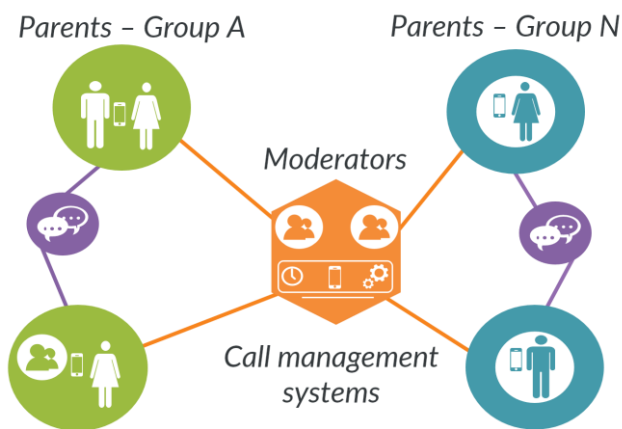 Parents – Group A
Parents – Group N
Moderators
Call management
systems